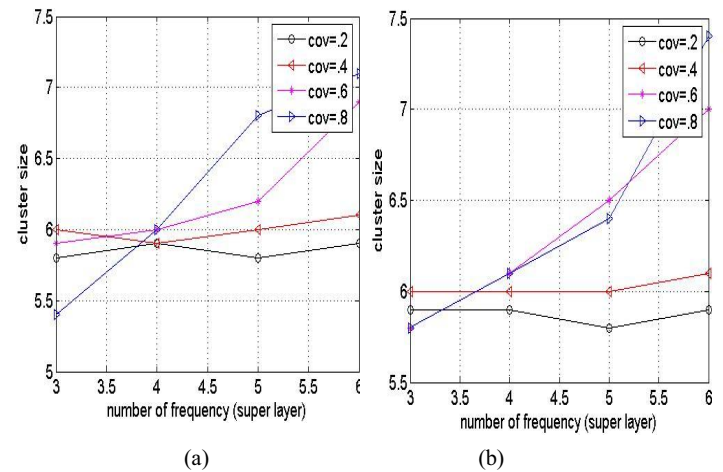 7.5
7
6.5
6
5.5
5
cluster size
3
3.5
4
4.5
5
5.5
6
number of frequency (super layer)
cov=.2
cov=.4
cov=.6
cov=.8
(a)
7.5
7
6.5
6
5.5
cluster size
3
3.5
4
4.5
5
5.5
6
number of frequency (super layer)
cov=.2
cov=.4
cov=.6
cov=.8
(b)